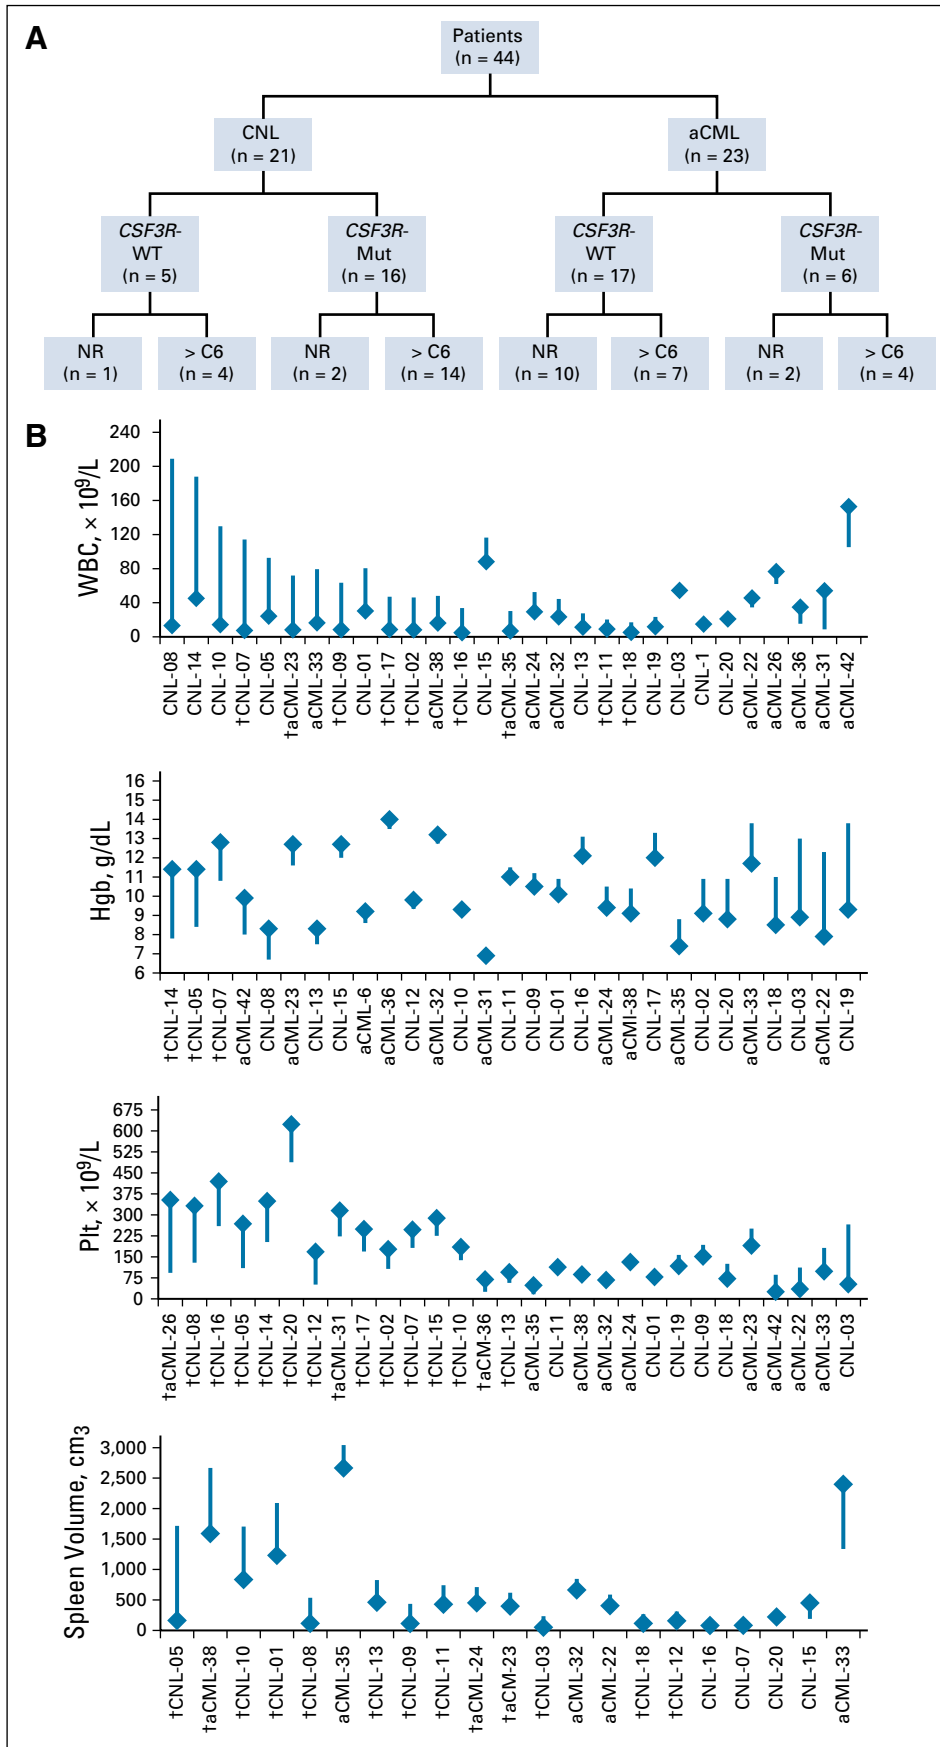 A
Patients
(n = 44)
CNL
(n = 21)
aCML
(n = 23)
CSF3R-
WT
(n = 5)
CSF3R-
Mut
(n = 16)
CSF3R-
WT
(n = 17)
CSF3R-
Mut
(n = 6)
NR
(n = 1)
> C6
(n = 4)
NR
(n = 2)
> C6
(n = 14)
NR
(n = 10)
> C6
(n = 7)
NR
(n = 2)
> C6
(n = 4)
B
WBC, × 10⁹/L
240
200
160
120
80
40
0
CNL-08
CNL-14
CNL-10
†CNL-07
CNL-05
†aCML-23
aCML-33
†CNL-09
CNL-01
†CNL-17
†CNL-02
aCML-38
†CNL-16
CNL-15
†aCML-35
aCML-24
aCML-32
CNL-13
†CNL-11
†CNL-18
CNL-19
CNL-03
CNL-1
CNL-20
aCML-22
aCML-26
aCML-36
aCML-31
aCML-42
Hgb, g/dL
16
15
14
13
12
11
10
9
8
7
6
†CNL-14
†CNL-05
†CNL-07
aCML-42
CNL-08
aCML-23
CNL-13
CNL-15
aCML-6
aCML-36
CNL-12
aCML-32
CNL-10
aCML-31
CNL-11
CNL-09
CNL-01
CNL-16
aCML-24
aCMl-38
CNL-17
aCML-35
CNL-02
CNL-20
aCML-33
CNL-18
CNL-03
aCML-22
CNL-19
Plt, × 10⁹/L
675
600
525
450
375
300
225
150
75
0
†aCML-26
†CNL-08
†CNL-16
†CNL-05
†CNL-14
†CNL-20
†CNL-12
†aCML-31
†CNL-17
†CNL-02
†CNL-07
†CNL-15
†CNL-10
†aCM-36
†CNL-13
aCML-35
CNL-11
aCML-38
aCML-32
aCML-24
CNL-01
CNL-19
CNL-09
CNL-18
aCML-23
aCML-42
aCML-22
aCML-33
CNL-03
Spleen Volume, cm₃
3,000
2,500
2,000
1,500
1,000
500
0
†CNL-05
†aCML-38
†CNL-10
†CNL-01
†CNL-08
aCML-35
†CNL-13
†CNL-09
†CNL-11
†aCML-24
†aCM-23
†CNL-03
aCML-32
aCML-22
†CNL-18
†CNL-12
CNL-16
CNL-07
CNL-20
CNL-15
aCML-33